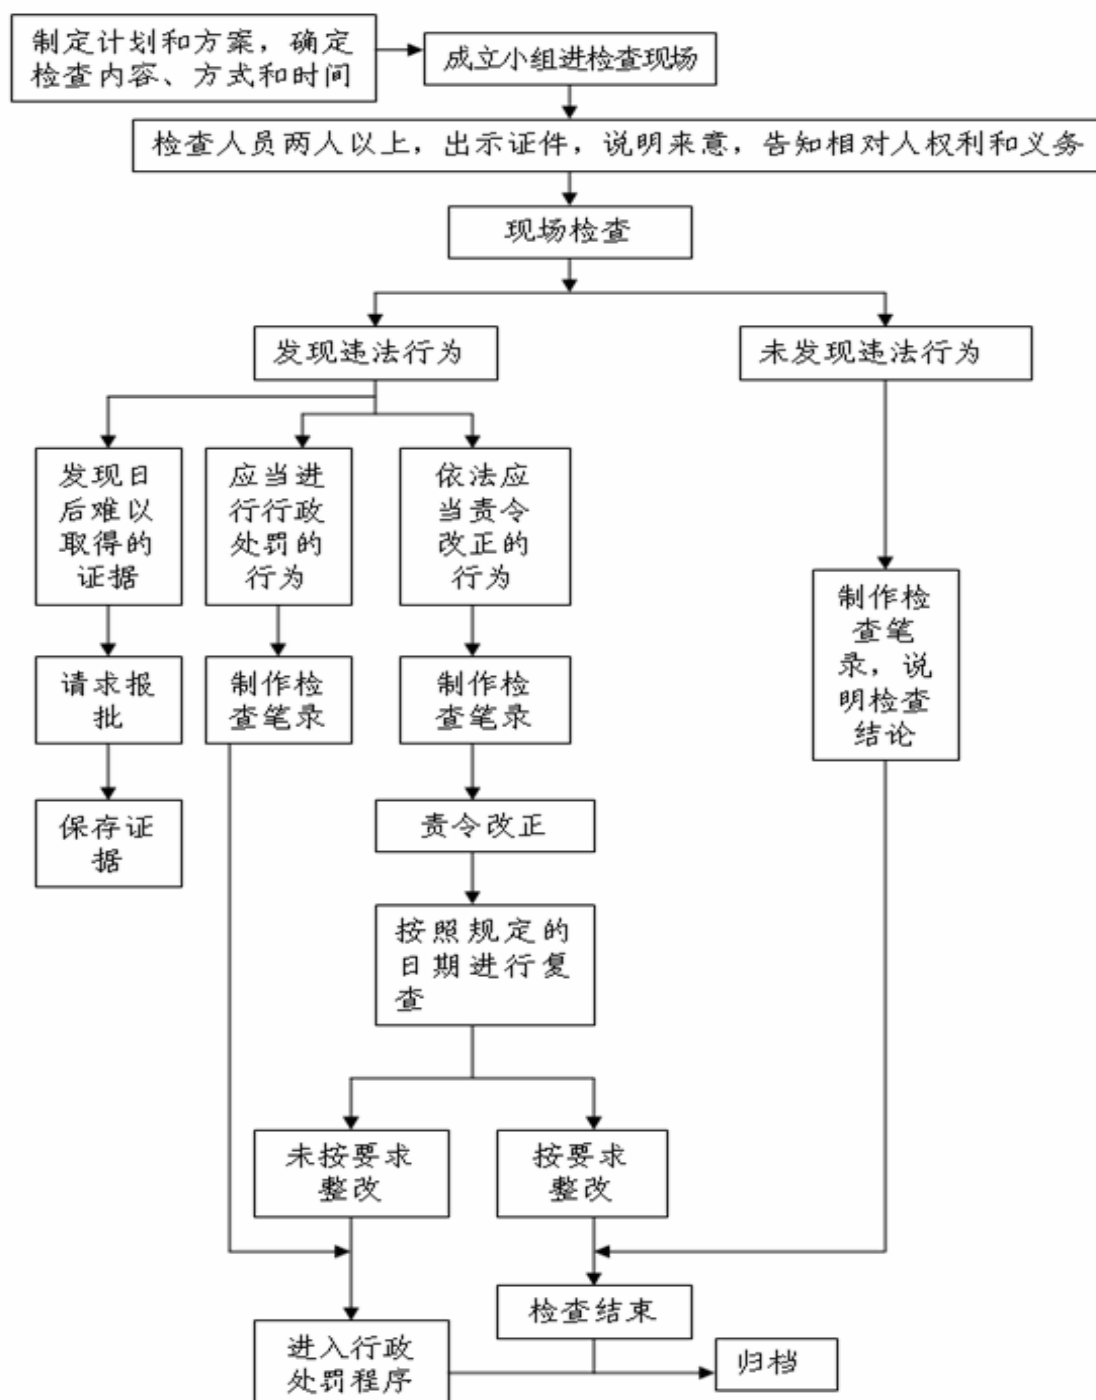 制定计划和方案，确定
检查内容、方式和时间
成立小组进检查现场
检查人员两人以上，出示证件，说明来意，告知相对人权利和义务
现场检查
发现违法行为
未发现违法行为
发现日
后难以
取得的
证据
应当进
行行政
处罚的
行为
依法应
当责令
改正的
行为
制作检
查笔
录，说
明检查
结论
请求报
批
制作检
查笔录
制作检
查笔录
保存证
据
责令改正
按照规定的
日期进行复
查
未按要求
整改
按要求
整改
检查结束
进入行政
处罚程序
归档